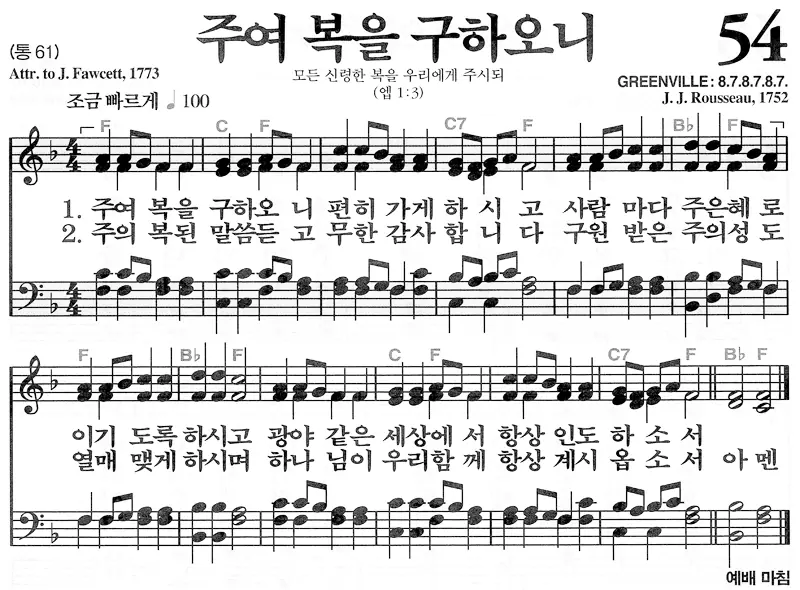 주여 복을 구하오니
54
(통 61)
Attr. to J. Fawcett, 1773
모든 신령한 복을 우리에게 주시되
(엡 1:3)
GREENVILLE : 8.7.8.7.8.7.
J. J. Rousseau, 1752
조금 빠르게 ♩ 100
F C F C7 F B♭ F
1. 주여 복을 구하오 니 편히 가게 하 시 고 사람 마다 주은혜 로
2. 주의 복된 말씀듣 고 무한 감사 합 니 다 구원 받은 주의성 도
F B♭ F C F C7 F B♭ F
이기 도록 하시고 광야 같은 세상에 서 항상 인도 하 소 서
열매 맺게 하시며 하나 님이 우리함 께 항상 계시 옵 소 서 아 멘
예배 마침